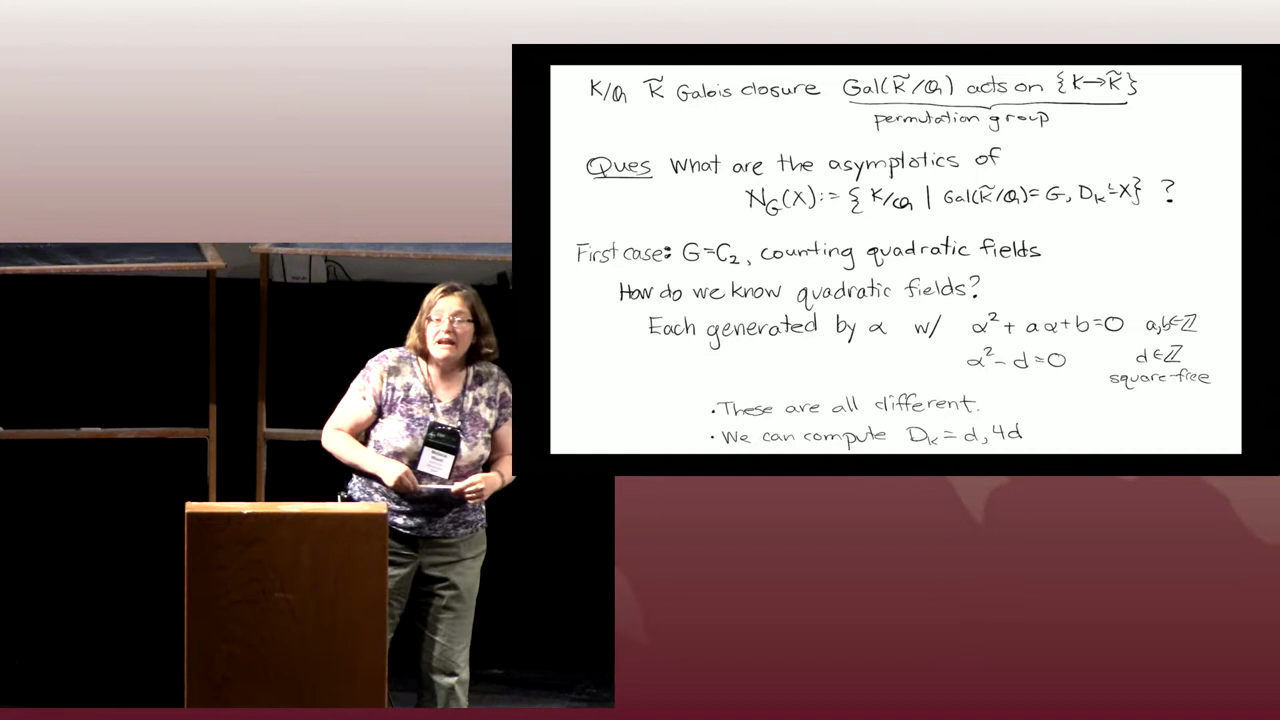 K/ℚ K̃ Galois closure Gal(K̃/ℚ) acts on {K→K̃}
permutation group
Ques What are the asymptotics of
N_G(X) := { K/ℚ | Gal(K̃/ℚ) = G, D_K ≤ X} ?
First case: G=C₂, counting quadratic fields
How do we know quadratic fields?
Each generated by α w/ α² + aα+b=0 a,b∈ℤ
α² - d = 0 d∈ℤ
square-free
• These are all different.
• We can compute D_K = d, 4d